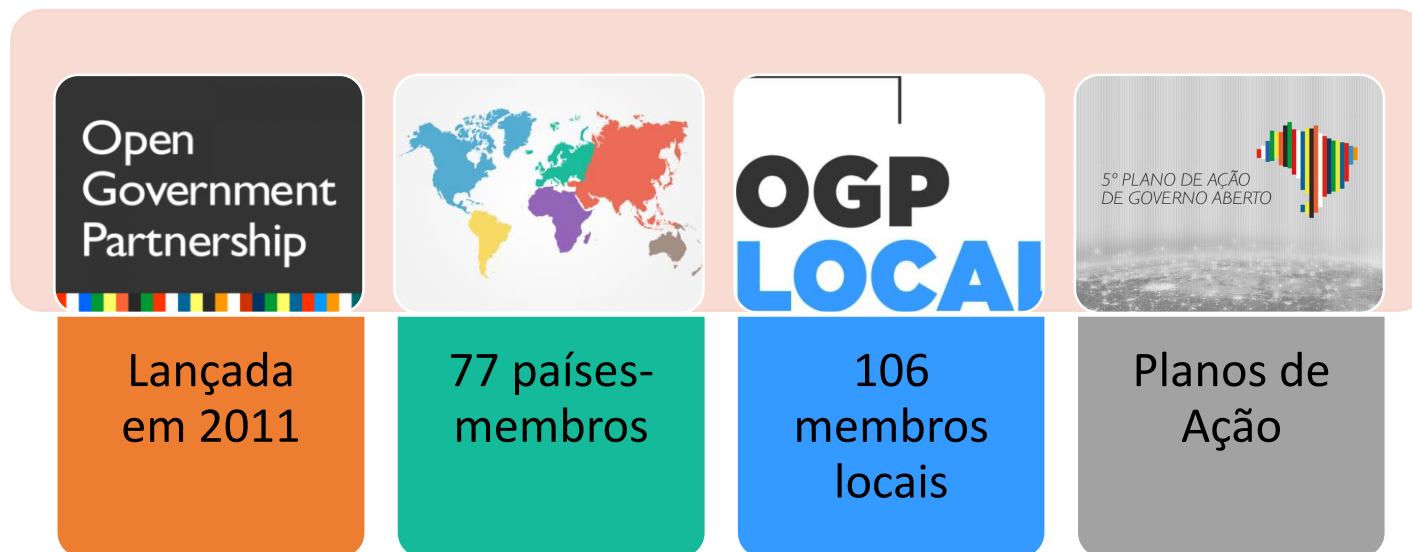 Open
Government
Partnership
OGP
LOCAL
5º PLANO DE AÇÃO
DE GOVERNO ABERTO
Lançada
em 2011
77 países-
membros
106
membros
locais
Planos de
Ação